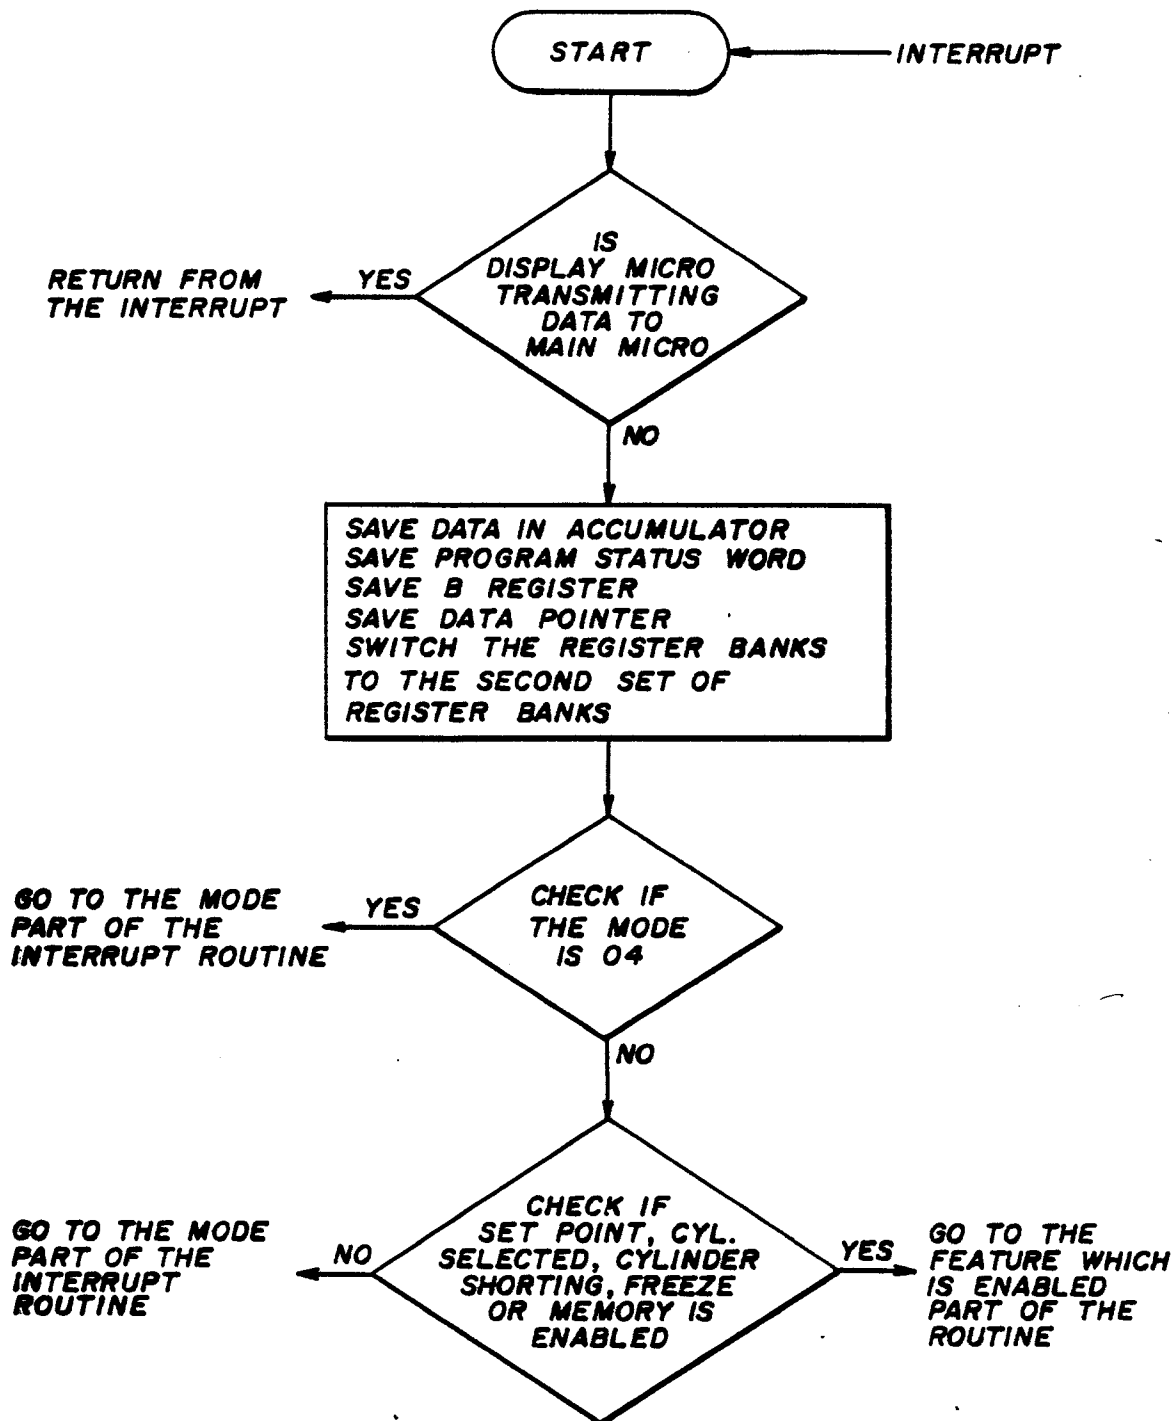 START
INTERRUPT
IS
DISPLAY MICRO
TRANSMITTING
DATA TO
MAIN MICRO
YES
RETURN FROM
THE INTERRUPT
NO
SAVE DATA IN ACCUMULATOR
SAVE PROGRAM STATUS WORD
SAVE B REGISTER
SAVE DATA POINTER
SWITCH THE REGISTER BANKS
TO THE SECOND SET OF
REGISTER BANKS
CHECK IF
THE MODE
IS 04
YES
GO TO THE MODE
PART OF THE
INTERRUPT ROUTINE
NO
CHECK IF
SET POINT, CYL.
SELECTED, CYLINDER
SHORTING, FREEZE
OR MEMORY IS
ENABLED
NO
GO TO THE MODE
PART OF THE
INTERRUPT
ROUTINE
YES
GO TO THE
FEATURE WHICH
IS ENABLED
PART OF THE
ROUTINE